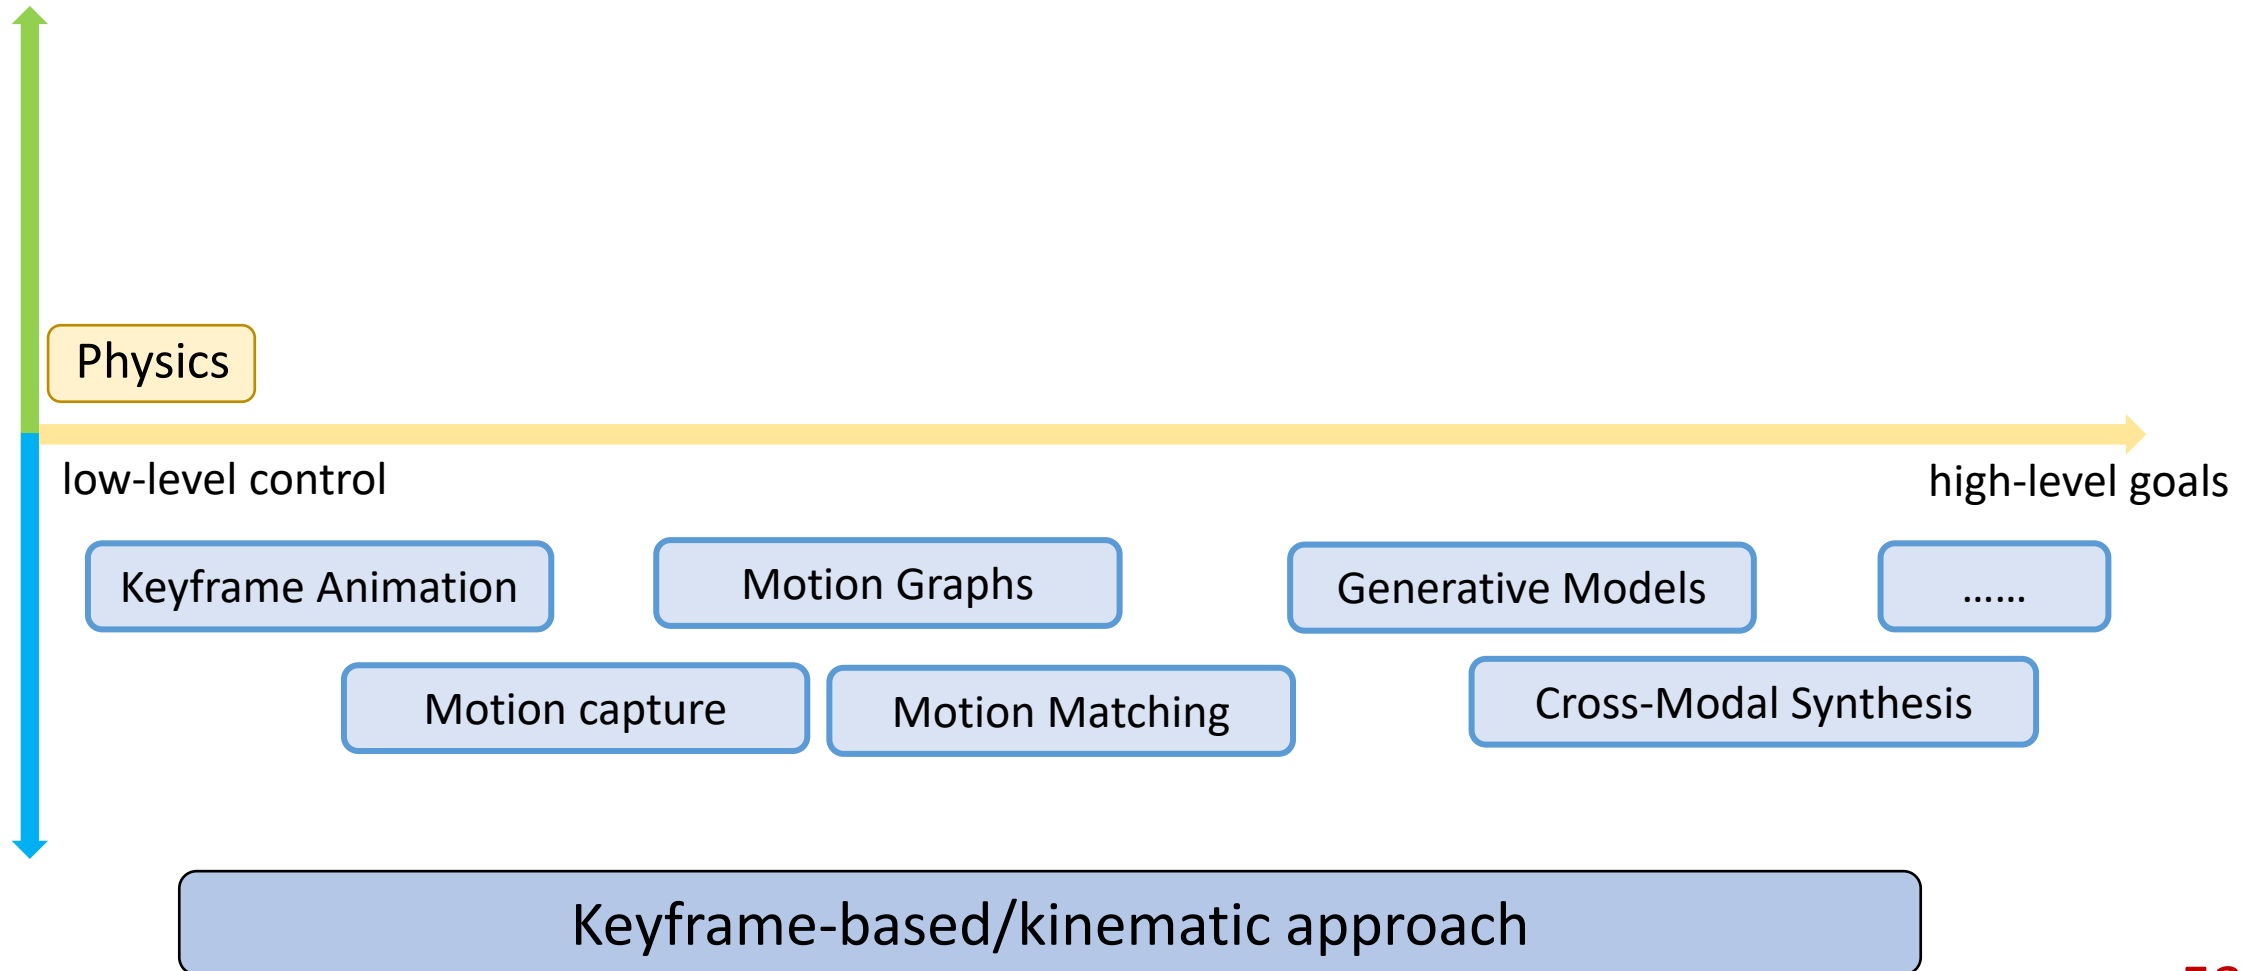 Physics
low-level control
high-level goals
Keyframe Animation
Motion Graphs
Generative Models
......
Motion capture
Motion Matching
Cross-Modal Synthesis
Keyframe-based/kinematic approach